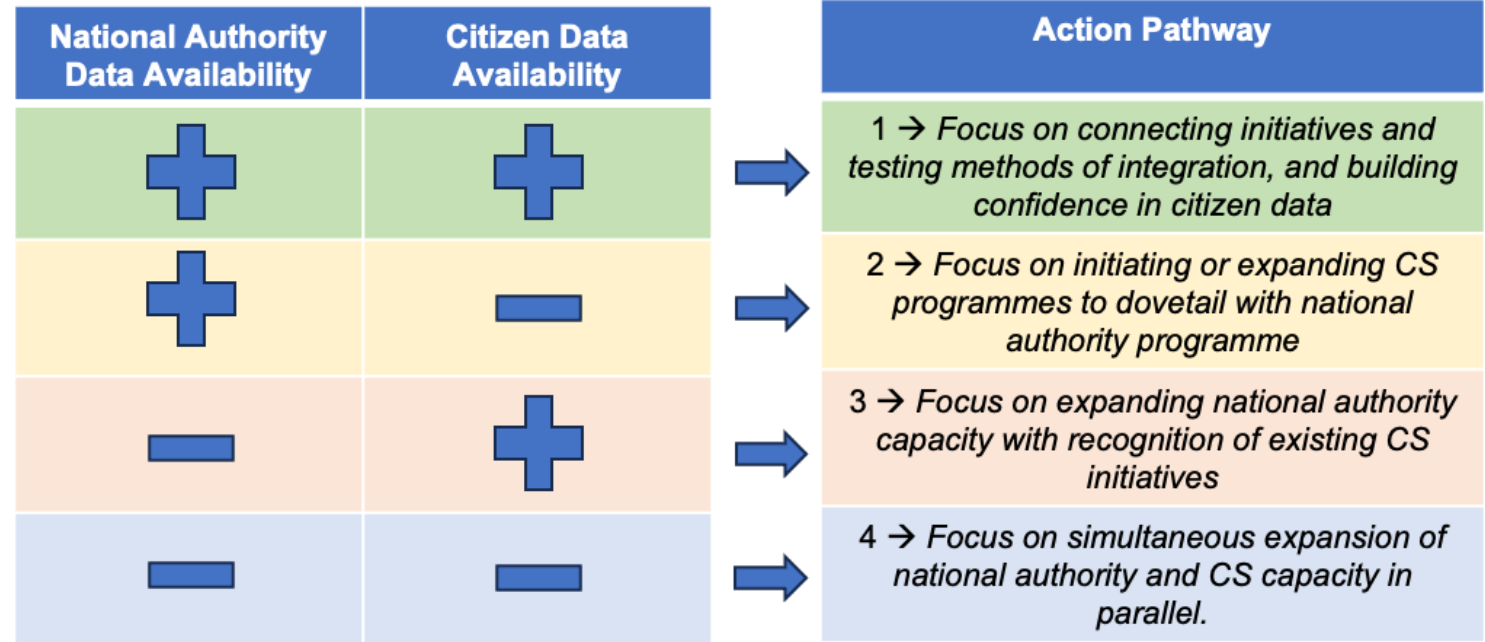 National Authority
Data Availability
Citizen Data
Availability
Action Pathway
1 → Focus on connecting initiatives and
testing methods of integration, and building
confidence in citizen data
2 → Focus on initiating or expanding CS
programmes to dovetail with national
authority programme
3 → Focus on expanding national authority
capacity with recognition of existing CS
initiatives
4 → Focus on simultaneous expansion of
national authority and CS capacity in
parallel.